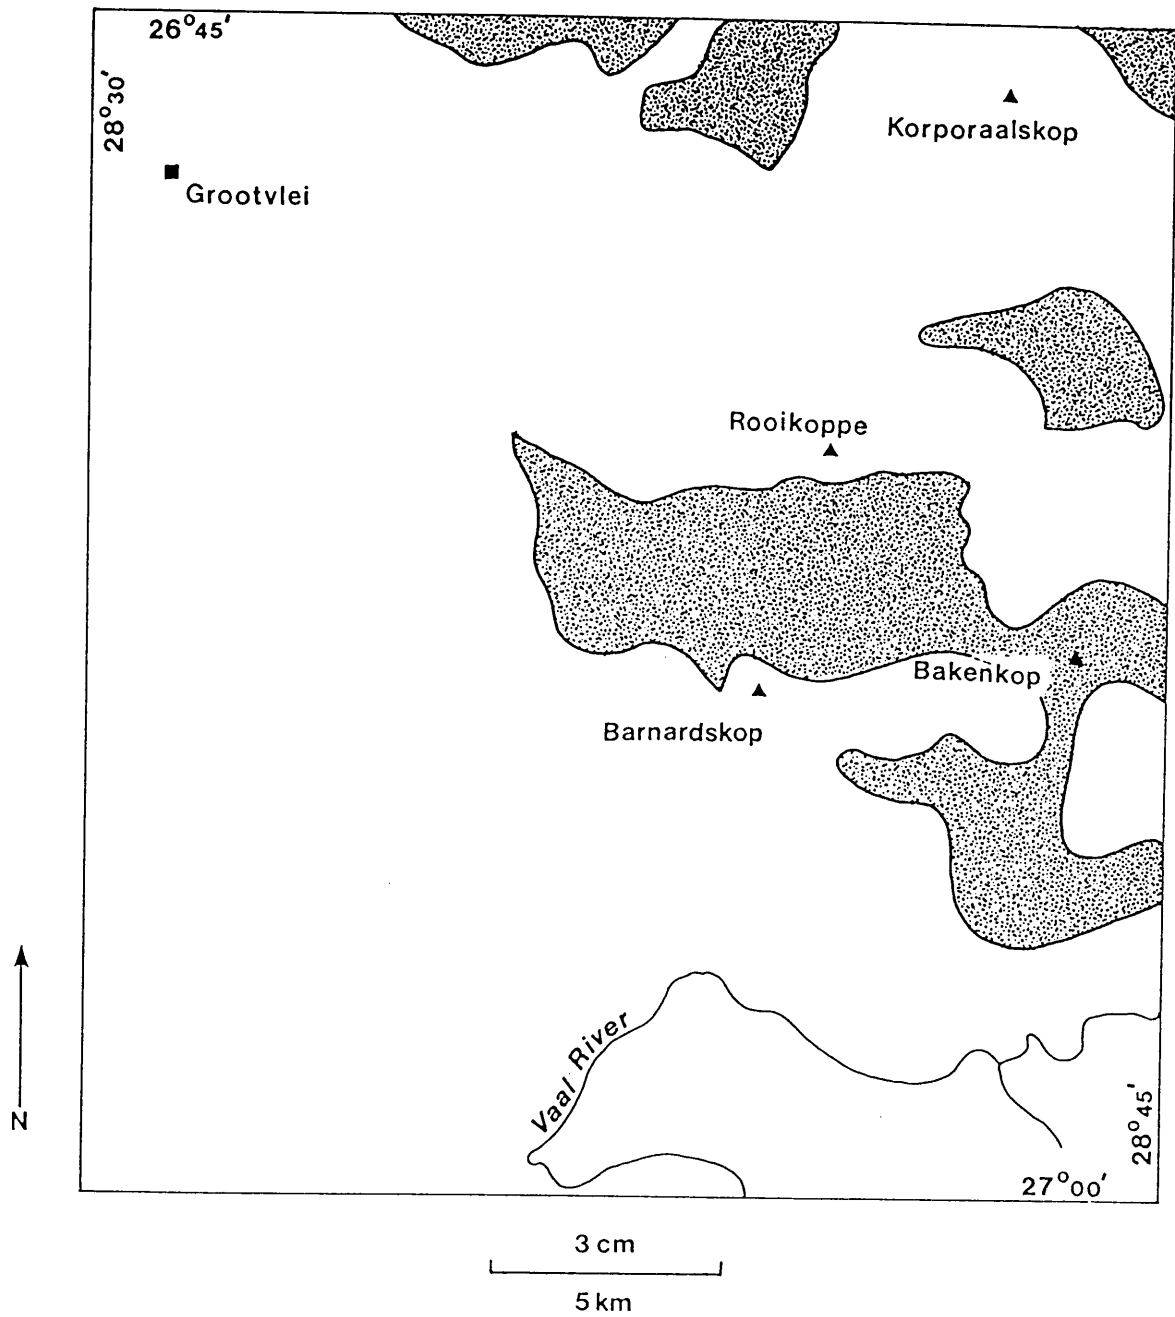 26°45'
28°30'
Korporaalskop
Grootvlei
Rooikoppe
Bakenkop
Barnardskop
Vaal River
N
28°45'
27°00'
3 cm
5 km